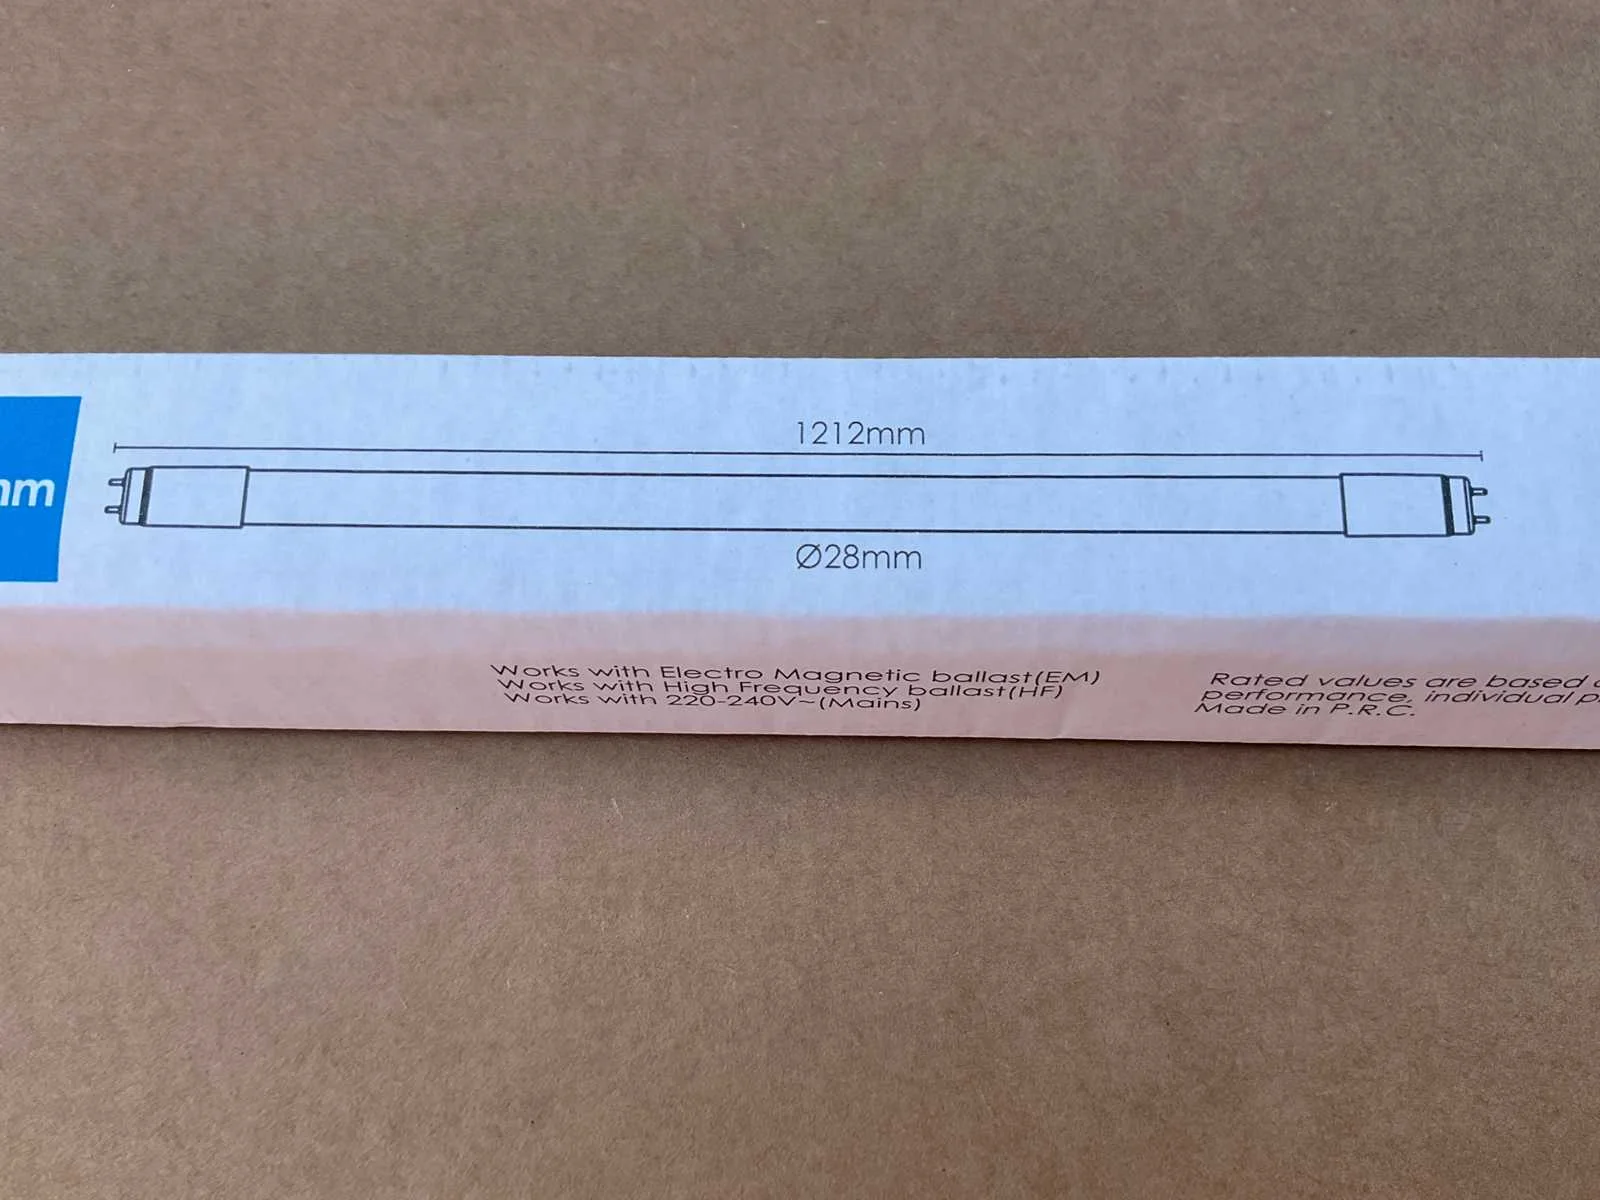 1212mm
mm
Ø28mm
Works with Electro Magnetic ballast(EM)
Works with High Frequency ballast(HF)
Works with 220-240V~(Mains)
Rated values are based
performance, individual
Made in P.R.C.